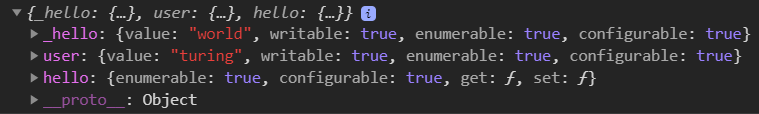 ▼ {_hello: {…}, user: {…}, hello: {…}} i
▶ _hello: {value: "world", writable: true, enumerable: true, configurable: true}
▶ user: {value: "turing", writable: true, enumerable: true, configurable: true}
▶ hello: {enumerable: true, configurable: true, get: ƒ, set: ƒ}
▶ __proto__: Object